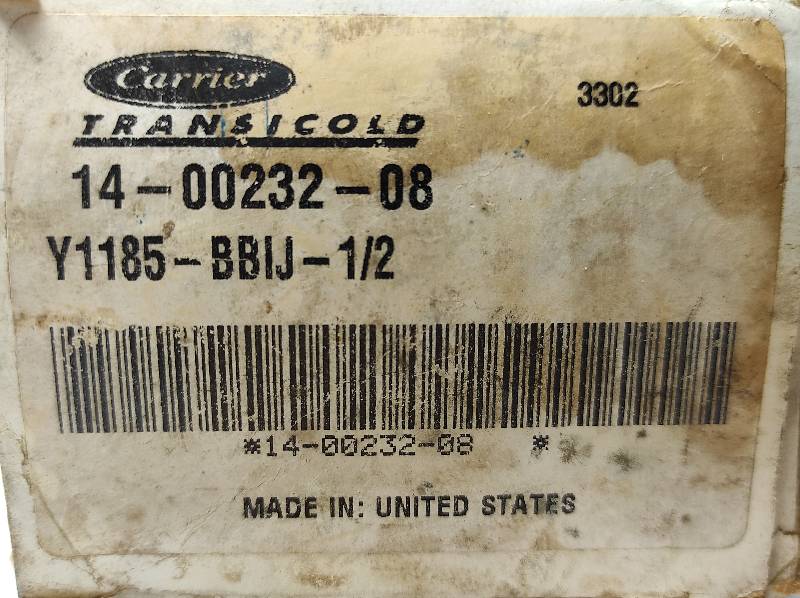 Carrier
3302
TRANSICOLD
14-00232-08
Y1185-BBIJ-1/2
*14-00232-08 *
MADE IN: UNITED STATES